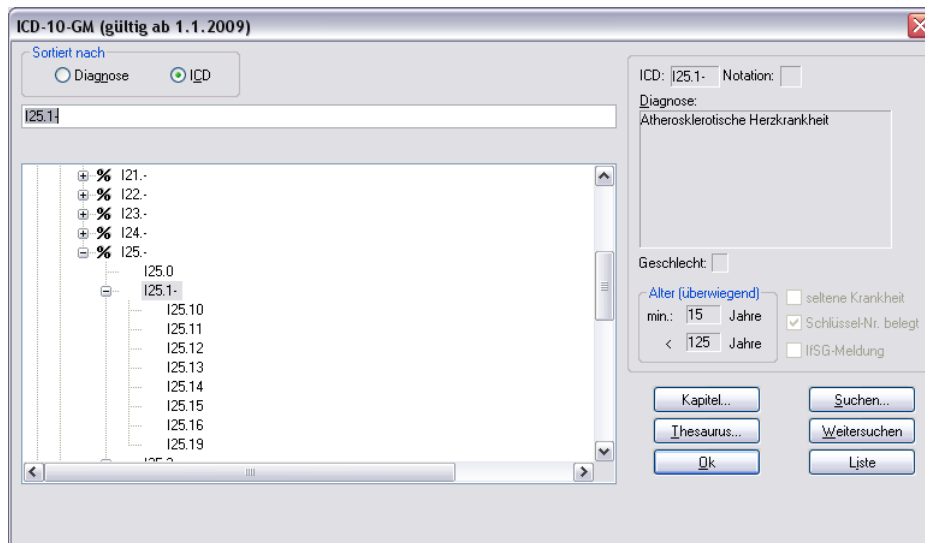 ICD-10-GM (gültig ab 1.1.2009)
Sortiert nach
Diagnose ICD
I25.1-
% I21.-
% I22.-
% I23.-
% I24.-
% I25.-
I25.0
I25.1-
I25.10
I25.11
I25.12
I25.13
I25.14
I25.15
I25.16
I25.19
ICD: I25.1- Notation:
Diagnose:
Atherosklerotische Herzkrankheit
Geschlecht:
Alter (überwiegend)
min.: 15 Jahre
< 125 Jahre
seltene Krankheit
Schlüssel-Nr. belegt
IfSG-Meldung
Kapitel... Suchen...
Thesaurus... Weitersuchen
Ok Liste